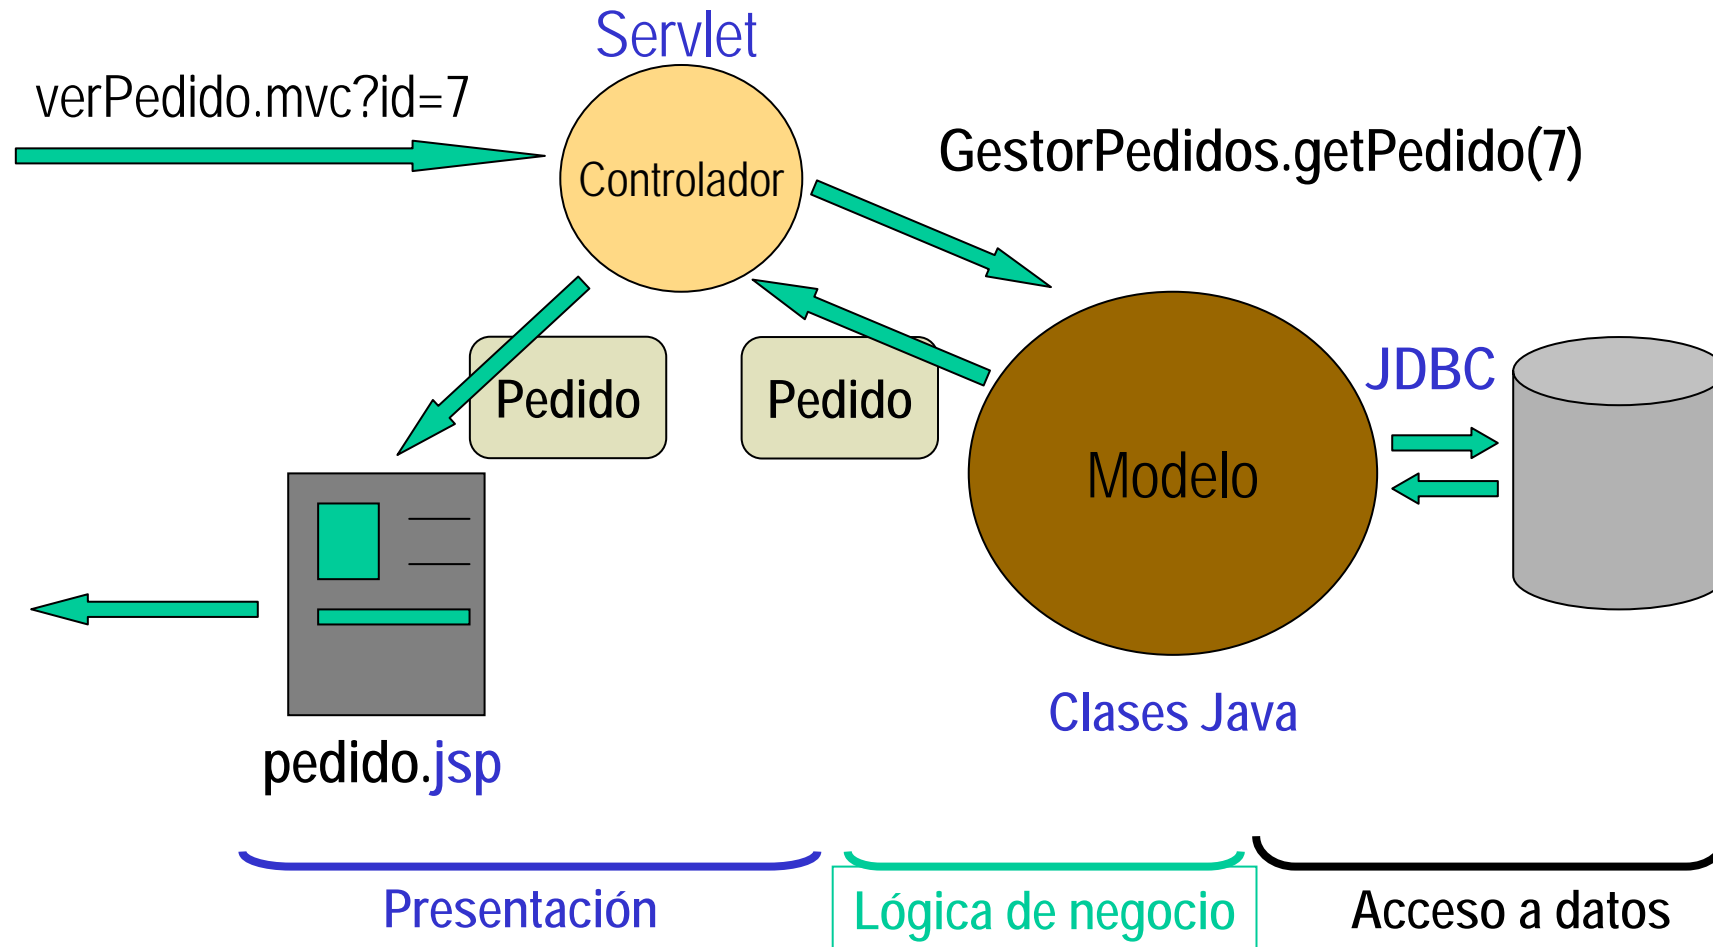 Servlet
verPedido.mvc?id=7
Controlador
GestorPedidos.getPedido(7)
Pedido
Pedido
JDBC
Modelo
Clases Java
pedido.jsp
Presentación
Lógica de negocio
Acceso a datos